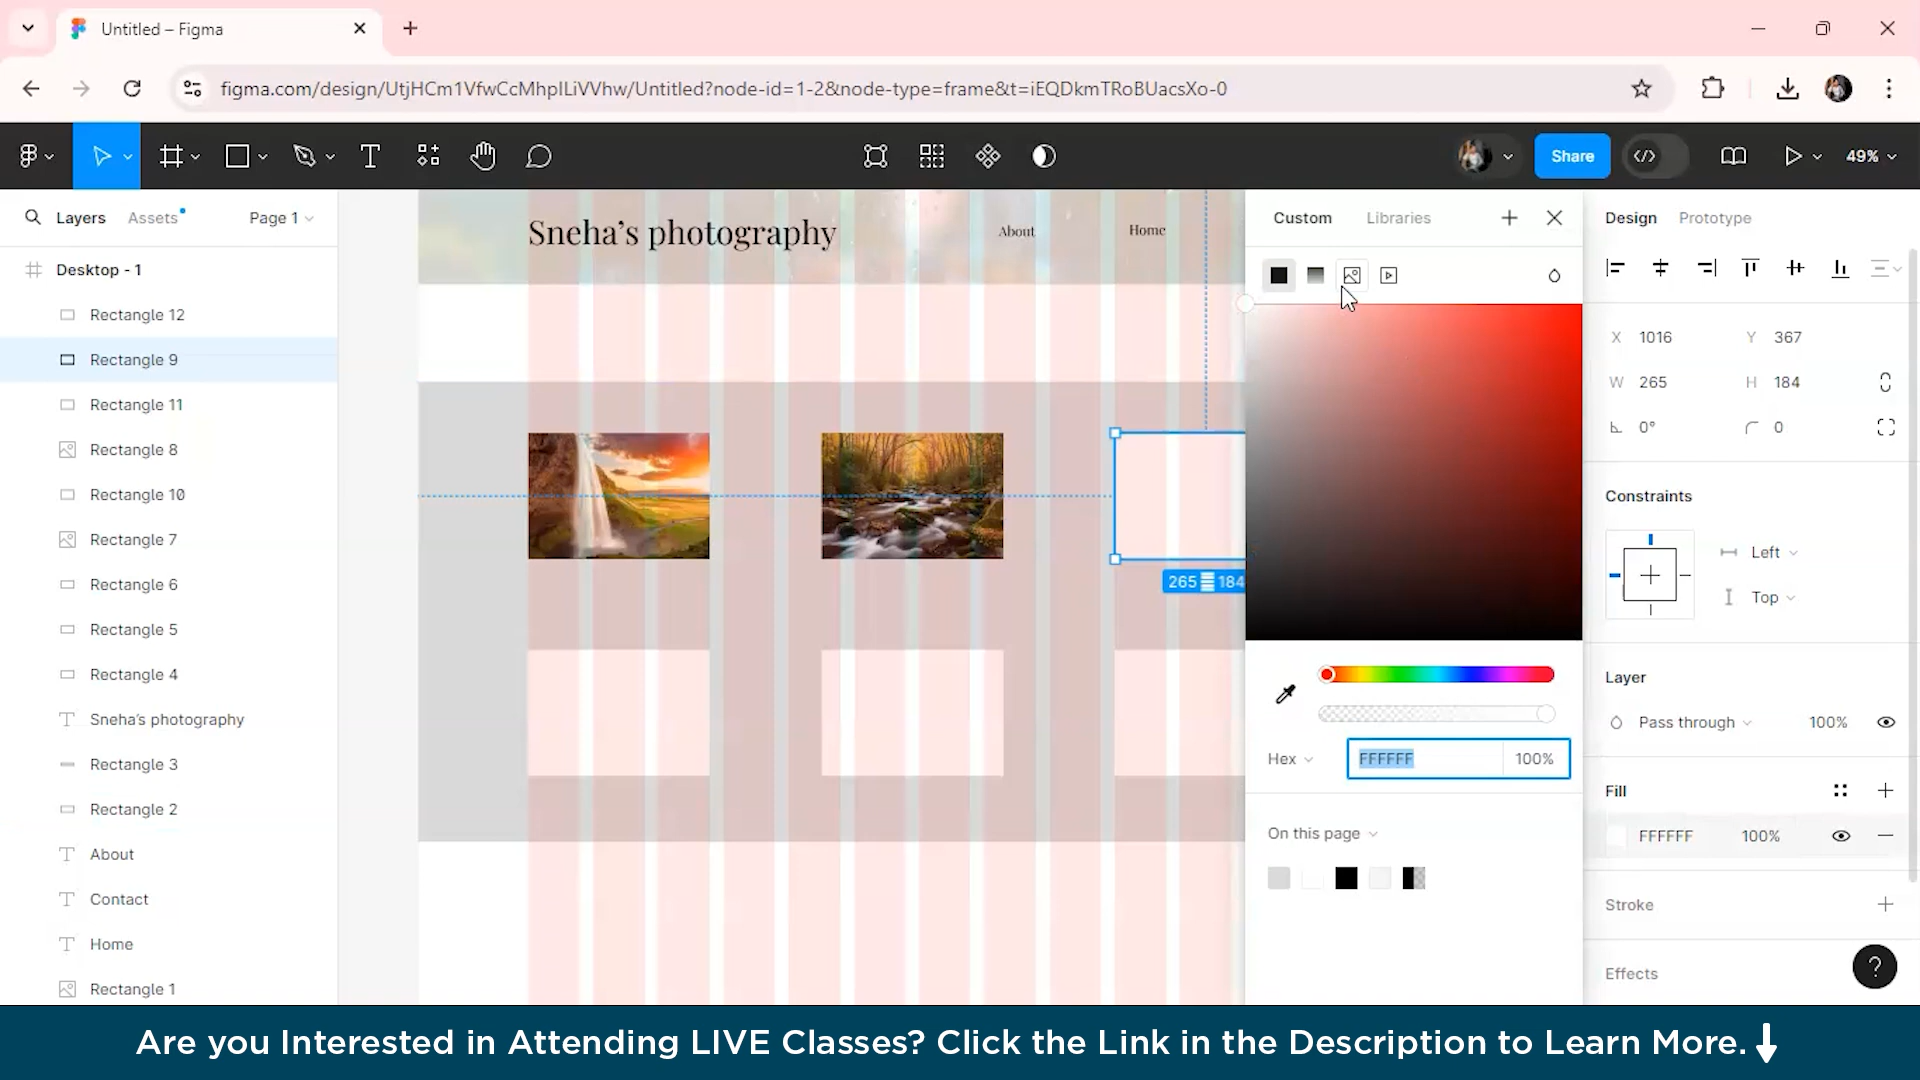 Untitled – Figma
figma.com/design/UtjHCm1VfwCcMhpILiVVhw/Untitled?node-id=1-2&node-type=frame&t=iEQDkmTRoBUacsXo-0
Share
49%
Layers
Assets
Page 1
Desktop - 1
Rectangle 12
Rectangle 9
Rectangle 11
Rectangle 8
Rectangle 10
Rectangle 7
Rectangle 6
Rectangle 5
Rectangle 4
Sneha's photography
Rectangle 3
Rectangle 2
About
Contact
Home
Rectangle 1
Sneha's photography
About
Home
265 184
Custom
Libraries
Hex
FFFFFF
100%
On this page
Design
Prototype
X 1016
Y 367
W 265
H 184
0°
0
Constraints
Left
Top
Layer
Pass through
100%
Fill
FFFFFF
100%
Stroke
Effects
?
Are you Interested in Attending LIVE Classes? Click the Link in the Description to Learn More.